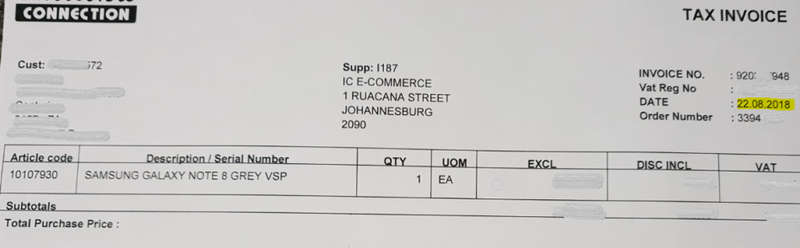 CONNECTION
TAX INVOICE
Cust: 572
Supp: I187
IC E-COMMERCE
1 RUACANA STREET
JOHANNESBURG
2090
INVOICE NO. : 920 948
Vat Reg No :
DATE : 22.08.2018
Order Number : 3394
Article code Description / Serial Number QTY UOM EXCL DISC INCL VAT
10107930 SAMSUNG GALAXY NOTE 8 GREY VSP 1 EA
Subtotals
Total Purchase Price :